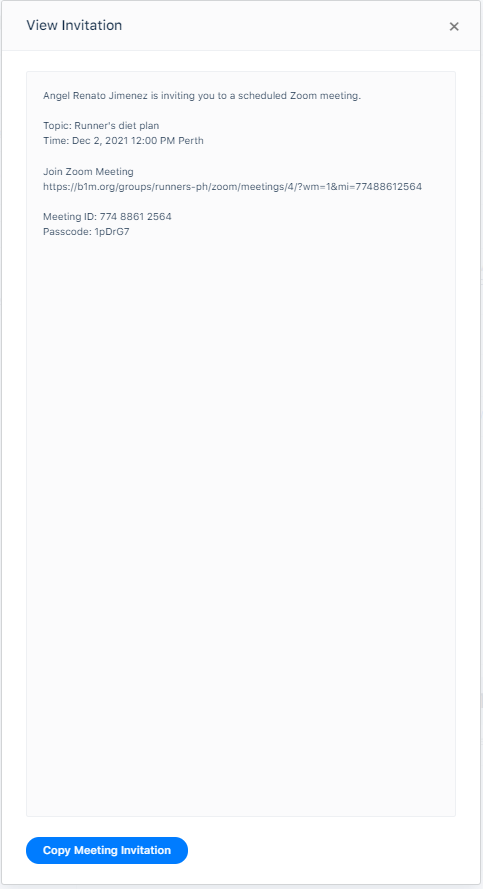 View Invitation
×
Angel Renato Jimenez is inviting you to a scheduled Zoom meeting.
Topic: Runner's diet plan
Time: Dec 2, 2021 12:00 PM Perth
Join Zoom Meeting
https://b1m.org/groups/runners-ph/zoom/meetings/4/?wm=1&mi=77488612564
Meeting ID: 774 8861 2564
Passcode: 1pDrG7
Copy Meeting Invitation